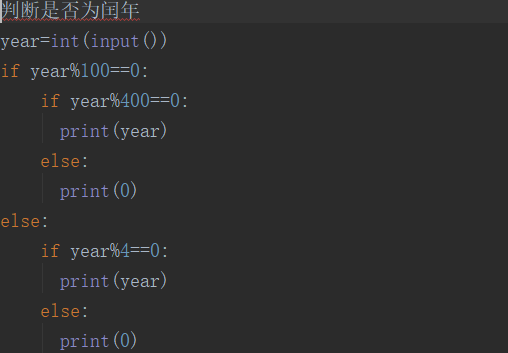 判断是否为闰年
year=int(input())
if year%100==0:
    if year%400==0:
      print(year)
    else:
      print(0)
else:
    if year%4==0:
      print(year)
    else:
      print(0)